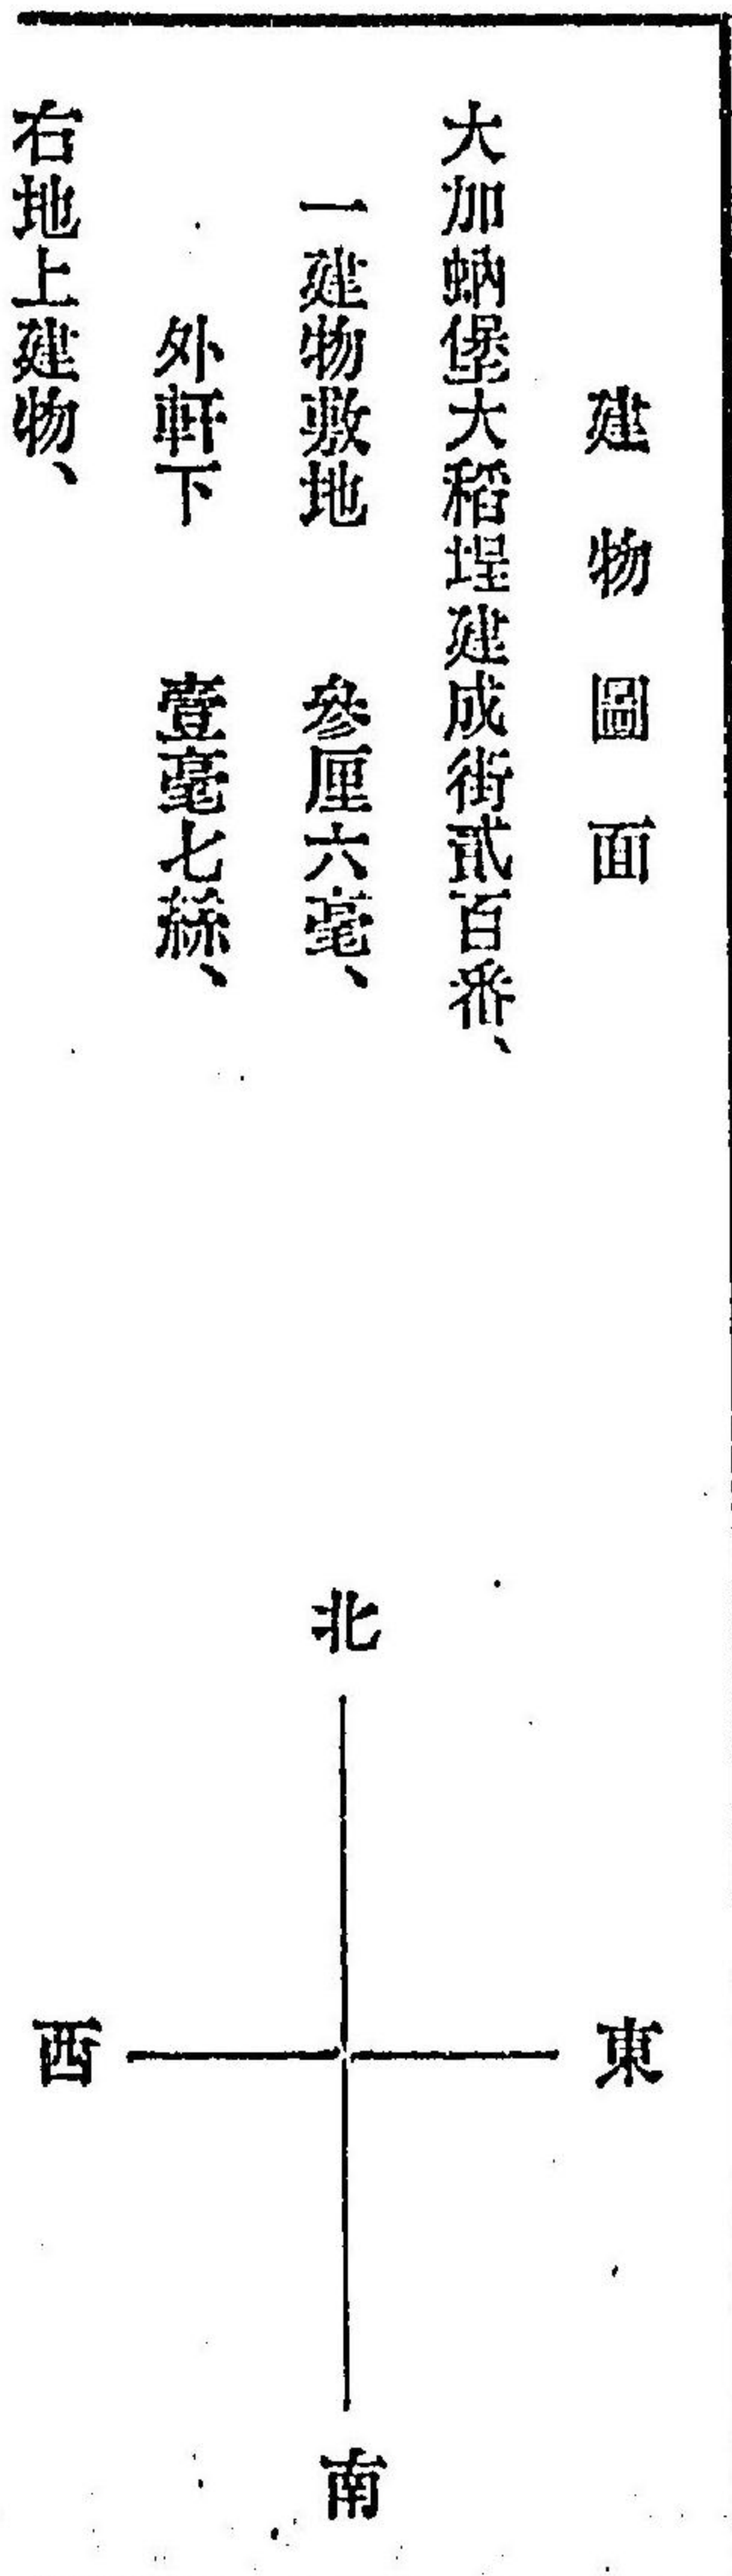 建物圖面
大加蚋堡大稻埕建成街貳百番、
一建物敷地　參厘六毫、
外軒下　壹毫七絲、
右地上建物、
北
東
西
南